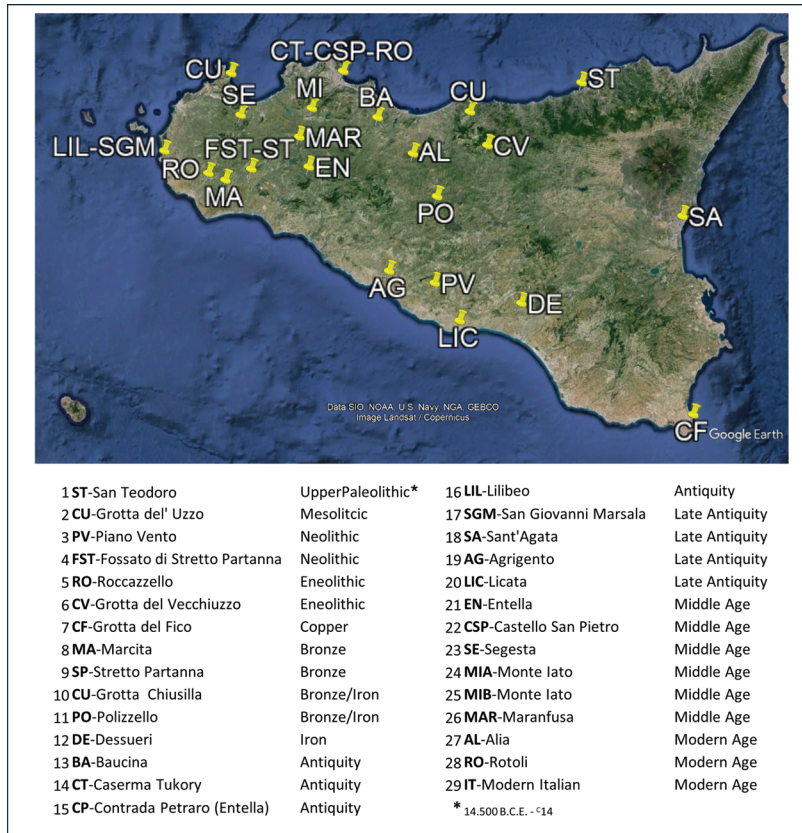 CT-CSP-RO
CU
ST
SE
MI
BA
CU
LIL-SGM
FST-ST
MAR
AL
CV
RO
EN
MA
PO
SA
AG
PV
DE
LIC
Data SIO, NOAA, U.S. Navy, NGA, GEBCO
Image Landsat / Copernicus
CF
Google Earth
1 ST-San Teodoro UpperPaleolithic*
2 CU-Grotta del' Uzzo Mesolitcic
3 PV-Piano Vento Neolithic
4 FST-Fossato di Stretto Partanna Neolithic
5 RO-Roccazzello Eneolithic
6 CV-Grotta del Vecchiuzzo Eneolithic
7 CF-Grotta del Fico Copper
8 MA-Marcita Bronze
9 SP-Stretto Partanna Bronze
10 CU-Grotta Chiusilla Bronze/Iron
11 PO-Polizzello Bronze/Iron
12 DE-Dessueri Iron
13 BA-Baucina Antiquity
14 CT-Caserma Tukory Antiquity
15 CP-Contrada Petraro (Entella) Antiquity
16 LIL-Lilibeo Antiquity
17 SGM-San Giovanni Marsala Late Antiquity
18 SA-Sant'Agata Late Antiquity
19 AG-Agrigento Late Antiquity
20 LIC-Licata Late Antiquity
21 EN-Entella Middle Age
22 CSP-Castello San Pietro Middle Age
23 SE-Segesta Middle Age
24 MIA-Monte Iato Middle Age
25 MIB-Monte Iato Middle Age
26 MAR-Maranfusa Middle Age
27 AL-Alia Modern Age
28 RO-Rotoli Modern Age
29 IT-Modern Italian Modern Age
* 14.500 B.C.E. - c14